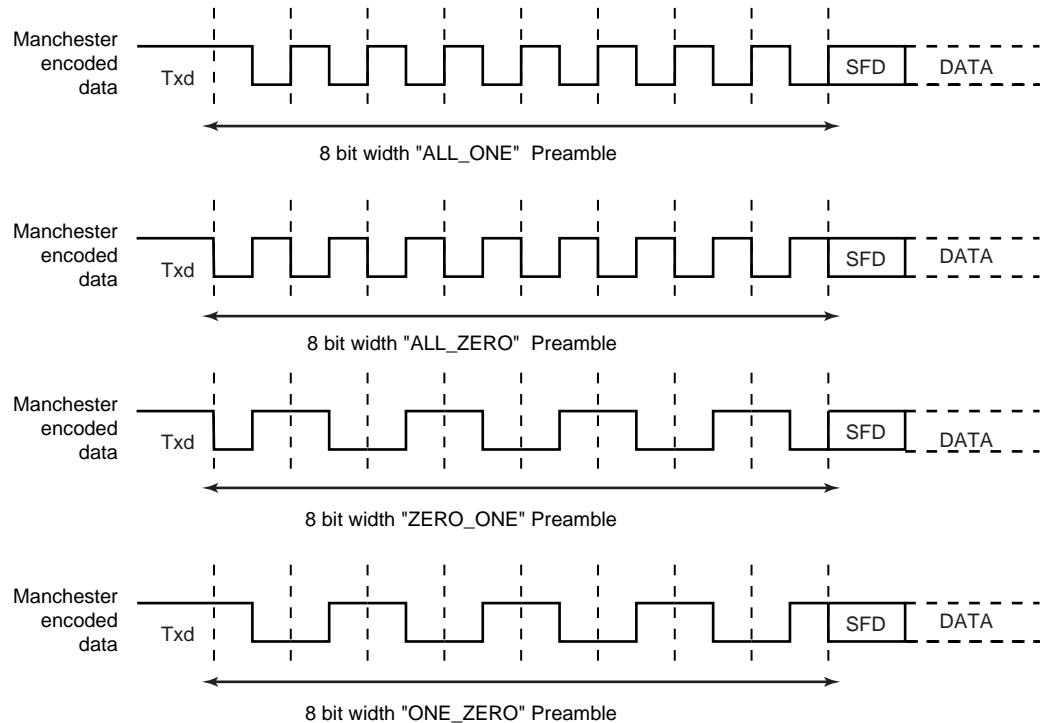 Manchester
encoded
data
Txd
SFD
DATA
8 bit width "ALL_ONE" Preamble
Manchester
encoded
data
Txd
SFD
DATA
8 bit width "ALL_ZERO" Preamble
Manchester
encoded
data
Txd
SFD
DATA
8 bit width "ZERO_ONE" Preamble
Manchester
encoded
data
Txd
SFD
DATA
8 bit width "ONE_ZERO" Preamble